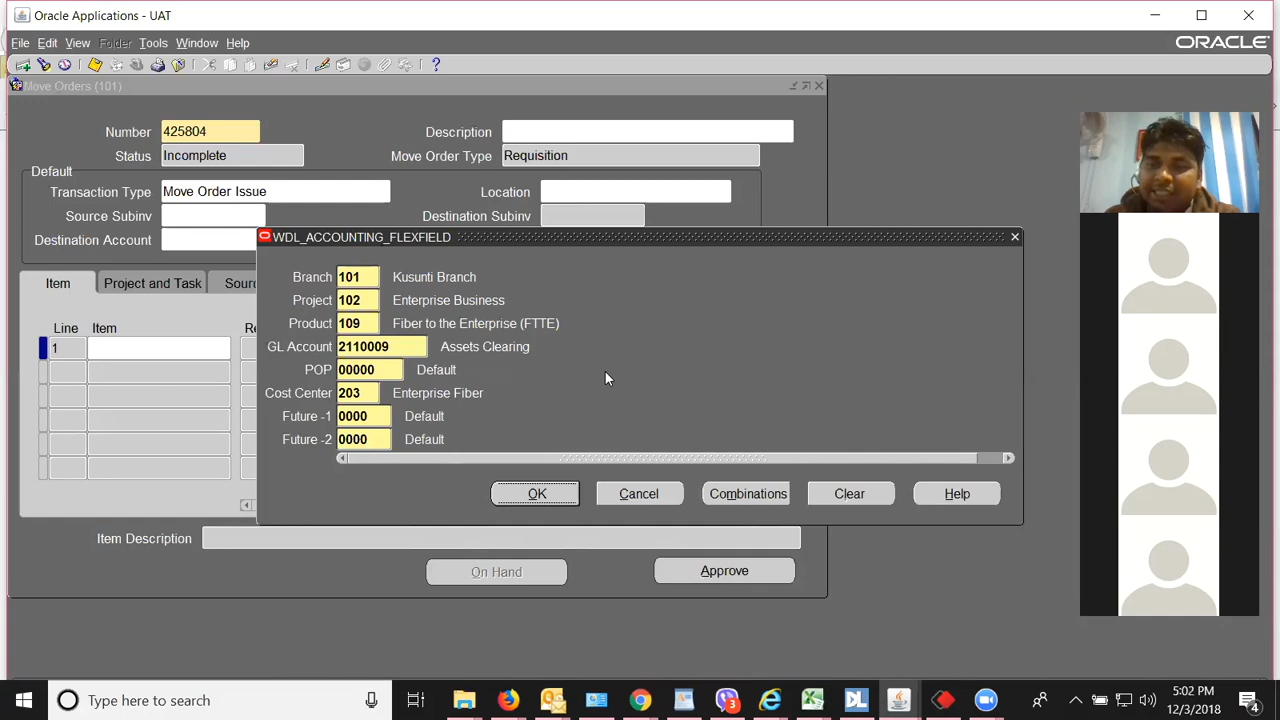 Oracle Applications - UAT
File Edit View Folder Tools Window Help
ORACLE
Move Orders (101)
Number 425804 Description
Status Incomplete Move Order Type Requisition
Default
Transaction Type Move Order Issue Location
Source Subinv Destination Subinv
Destination Account
WDL_ACCOUNTING_FLEXFIELD
Branch 101 Kusunti Branch
Project 102 Enterprise Business
Product 109 Fiber to the Enterprise (FTTE)
GL Account 2110009 Assets Clearing
POP 00000 Default
Cost Center 203 Enterprise Fiber
Future -1 0000 Default
Future -2 0000 Default
OK Cancel Combinations Clear Help
Item Project and Task Sour
Line Item Re
1
Item Description
On Hand Approve
Type here to search
3
5:02 PM
12/3/2018
4